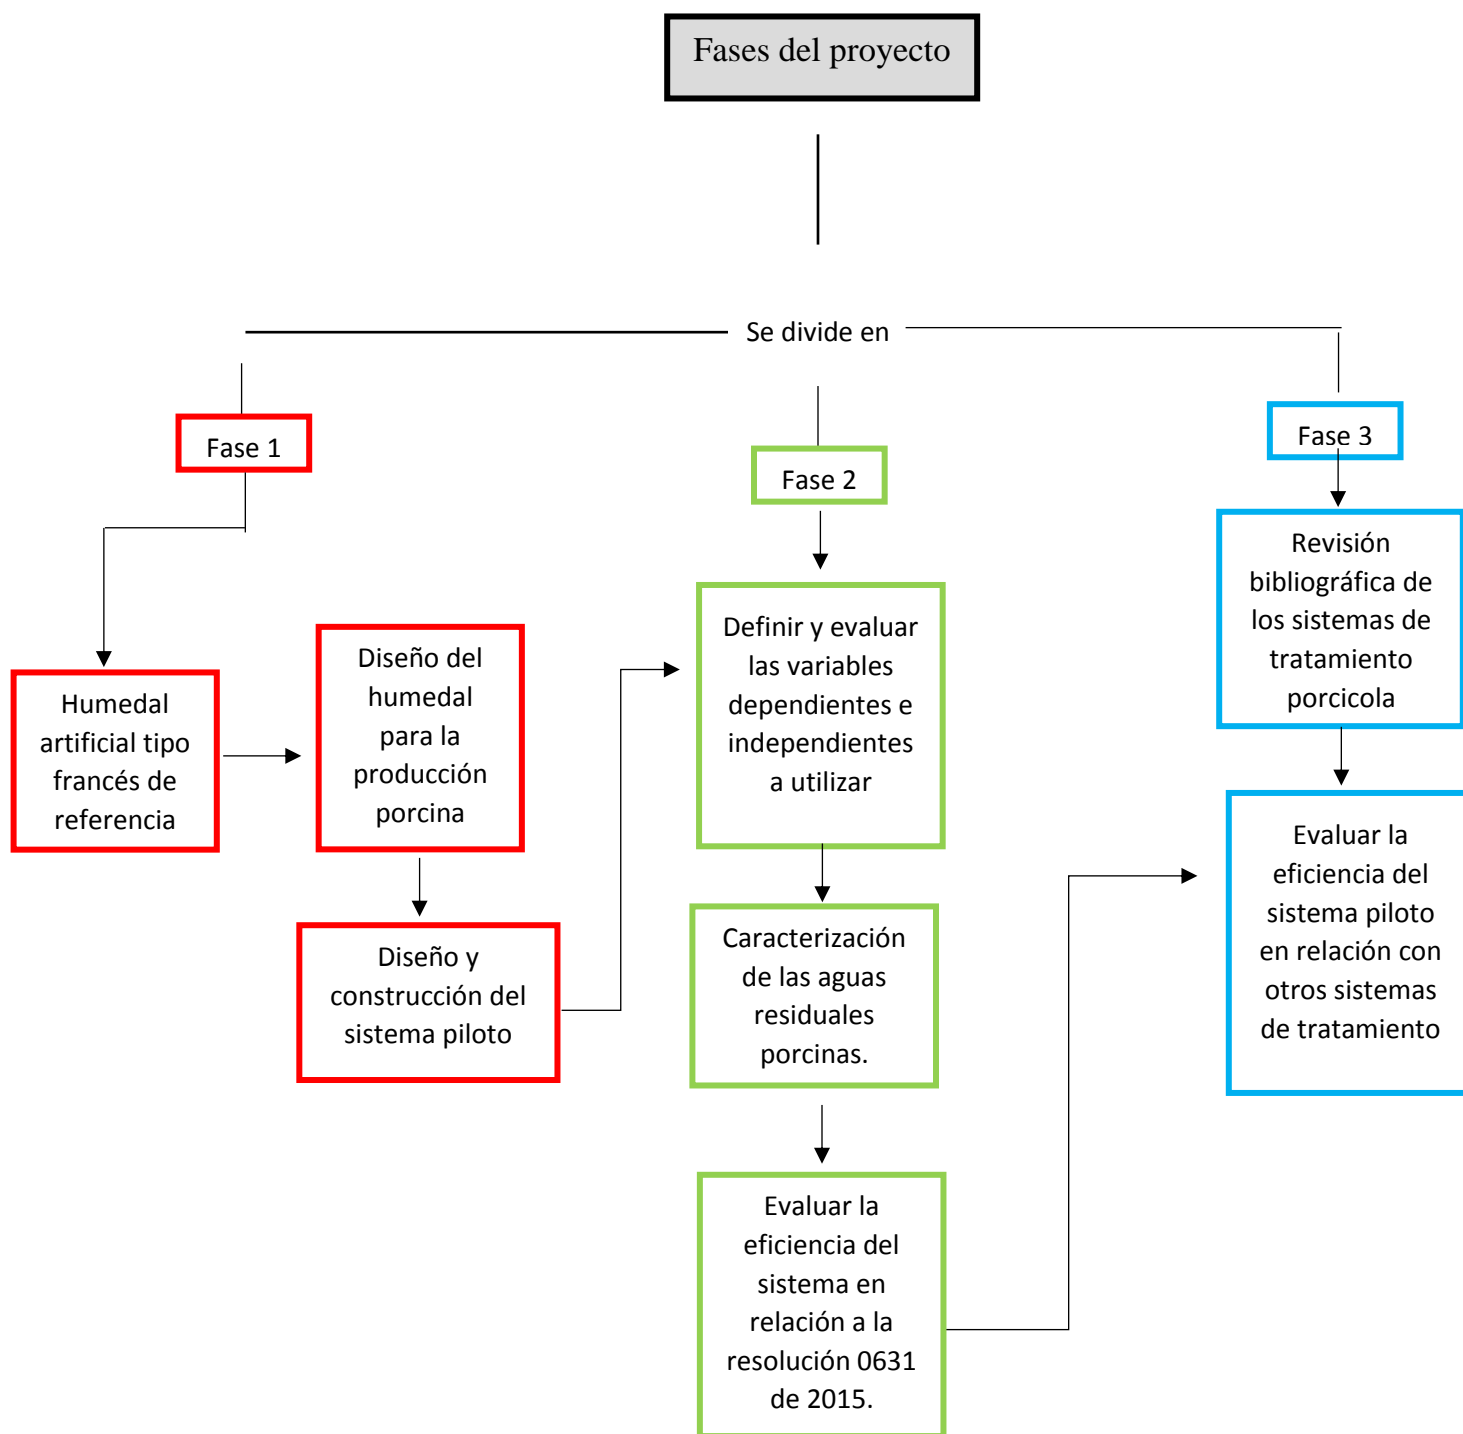 Fases del proyecto
Se divide en
Fase 1
Humedal
artificial tipo
francés de
referencia
Diseño del
humedal
para la
producción
porcina
Diseño y
construcción del
sistema piloto
Fase 2
Definir y evaluar
las variables
dependientes e
independientes
a utilizar
Caracterización
de las aguas
residuales
porcinas.
Evaluar la
eficiencia del
sistema en
relación a la
resolución 0631
de 2015.
Fase 3
Revisión
bibliográfica de
los sistemas de
tratamiento
porcicola
Evaluar la
eficiencia del
sistema piloto
en relación con
otros sistemas
de tratamiento